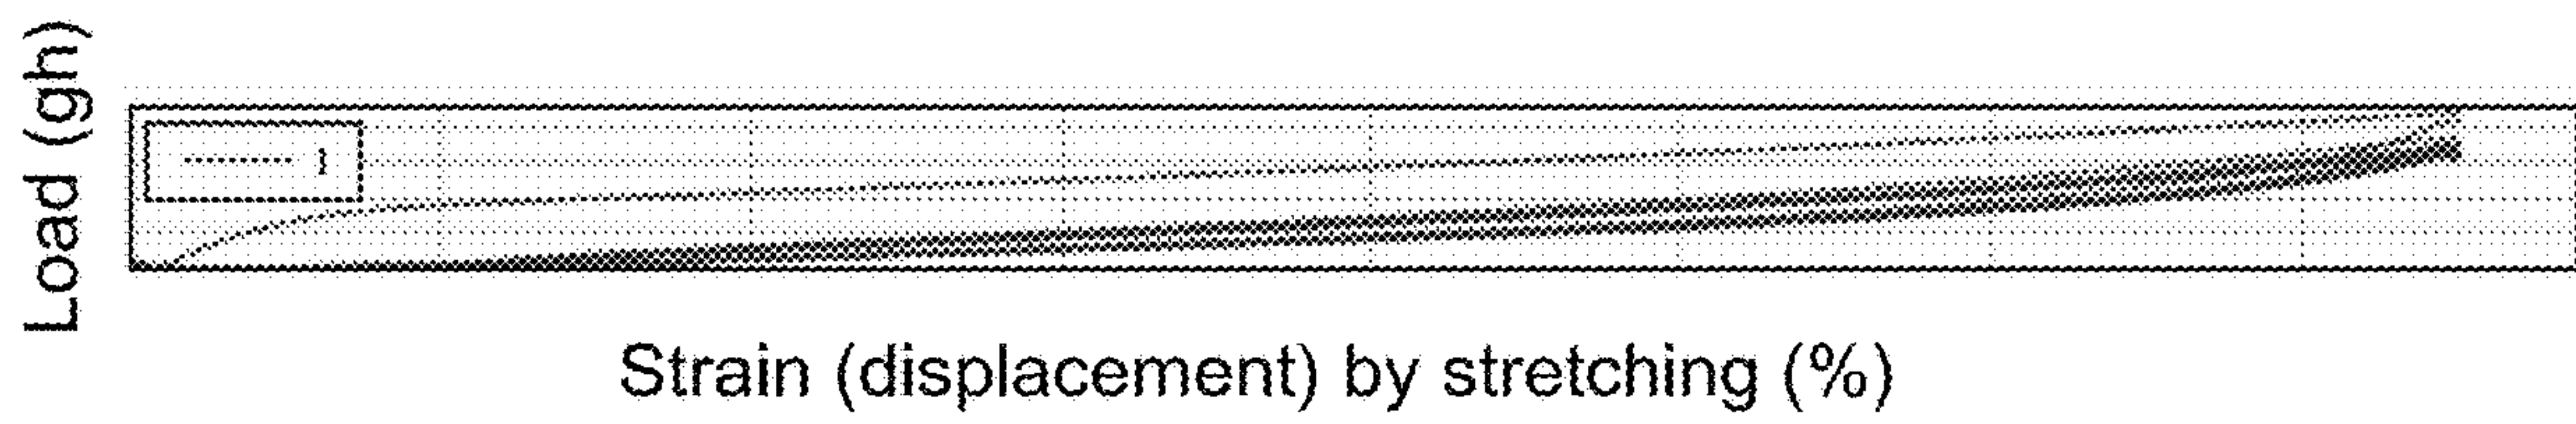 Load (gh)
1
Strain (displacement) by stretching (%)